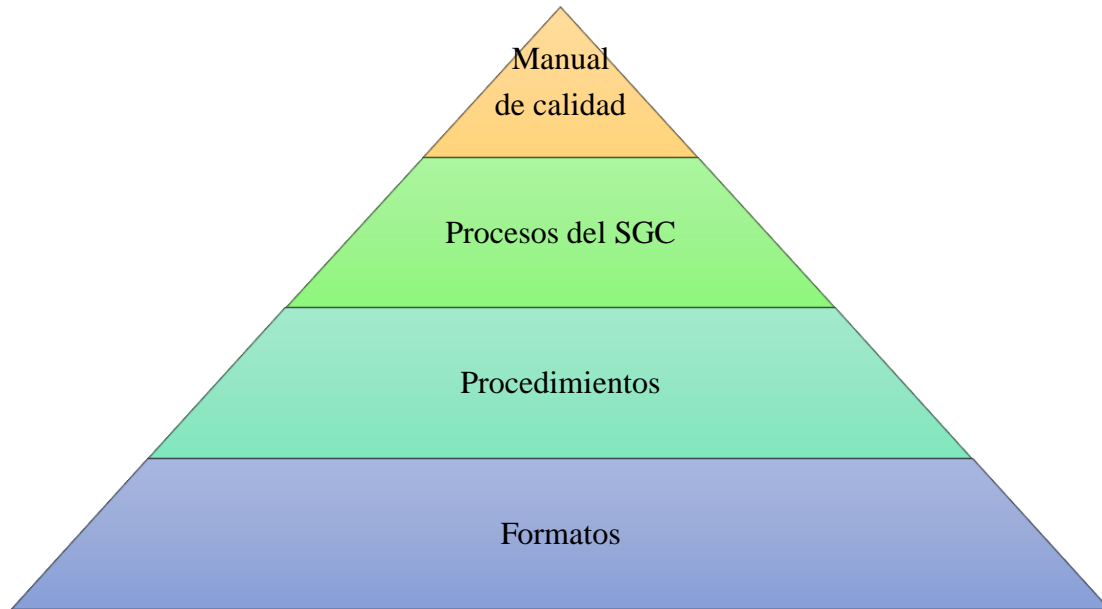 Manual
de calidad
Procesos del SGC
Procedimientos
Formatos